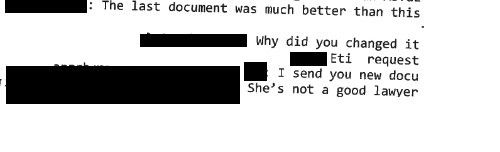 : The last document was much better than this
Why did you changed it
Eti request
: I send you new docu
She's not a good lawyer